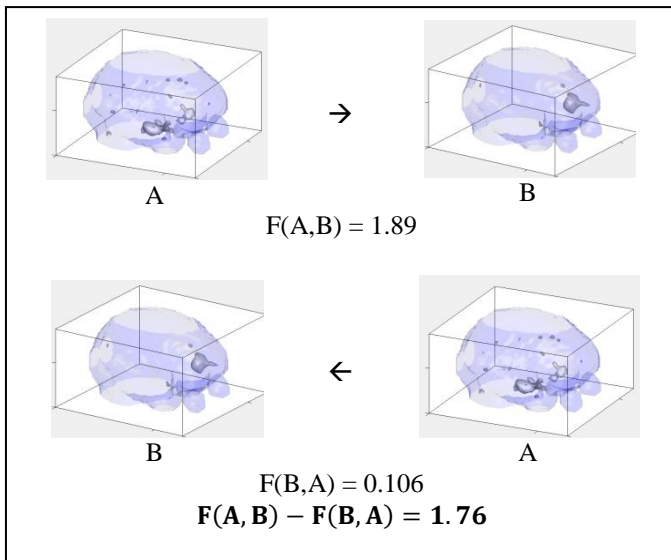 →
A B
F(A,B) = 1.89
←
B A
F(B,A) = 0.106
F(A, B) − F(B, A) = 1.76